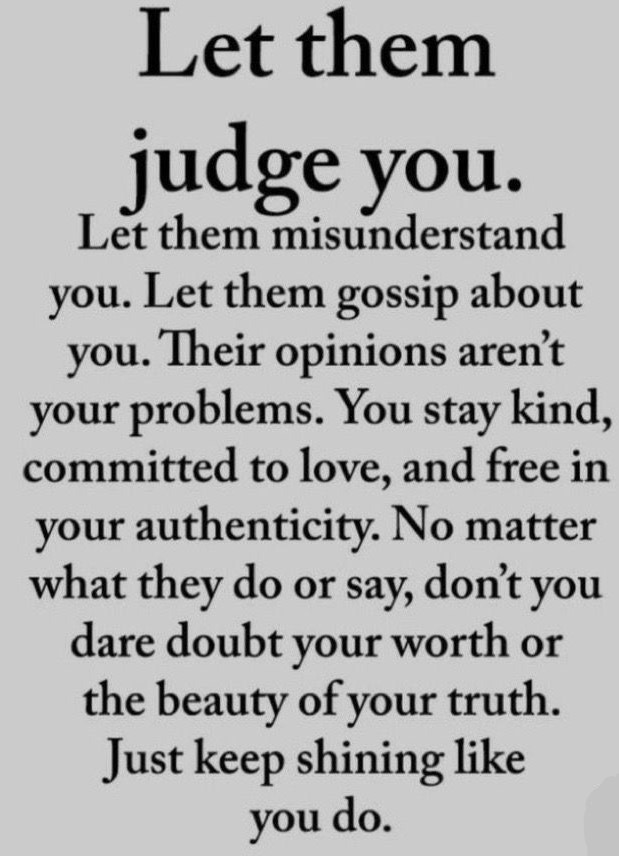 Let them
judge you.
Let them misunderstand
you. Let them gossip about
you. Their opinions aren’t
your problems. You stay kind,
committed to love, and free in
your authenticity. No matter
what they do or say, don’t you
dare doubt your worth or
the beauty of your truth.
Just keep shining like
you do.